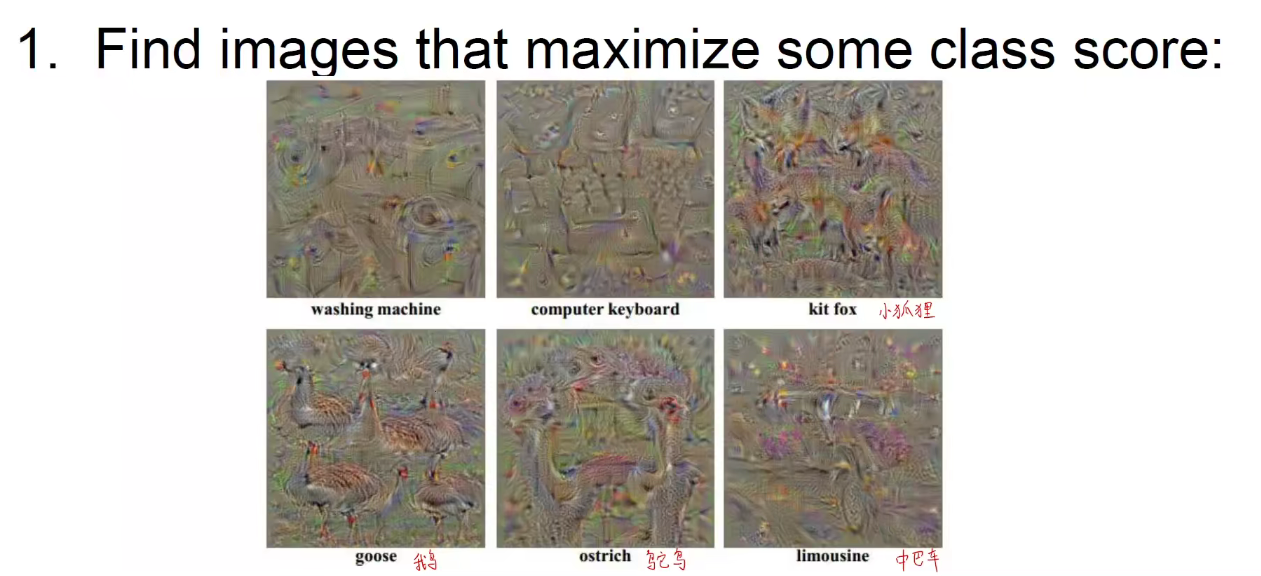 1. Find images that maximize some class score:
washing machine computer keyboard kit fox 小狐狸
goose 鹅 ostrich 鸵鸟 limousine 中巴车